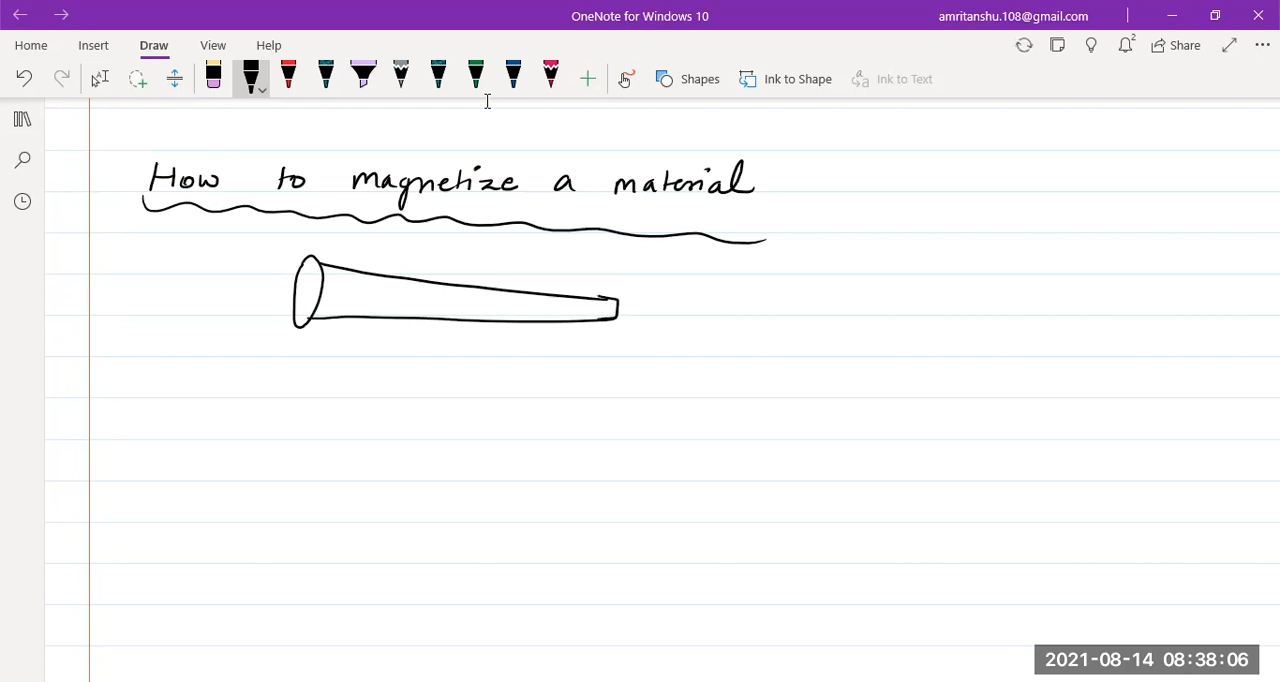 OneNote for Windows 10
amritanshu.108@gmail.com
Home Insert Draw View Help
2
Share
Shapes
Ink to Shape
Ink to Text
How to magnetize a material
2021-08-14 08:38:06